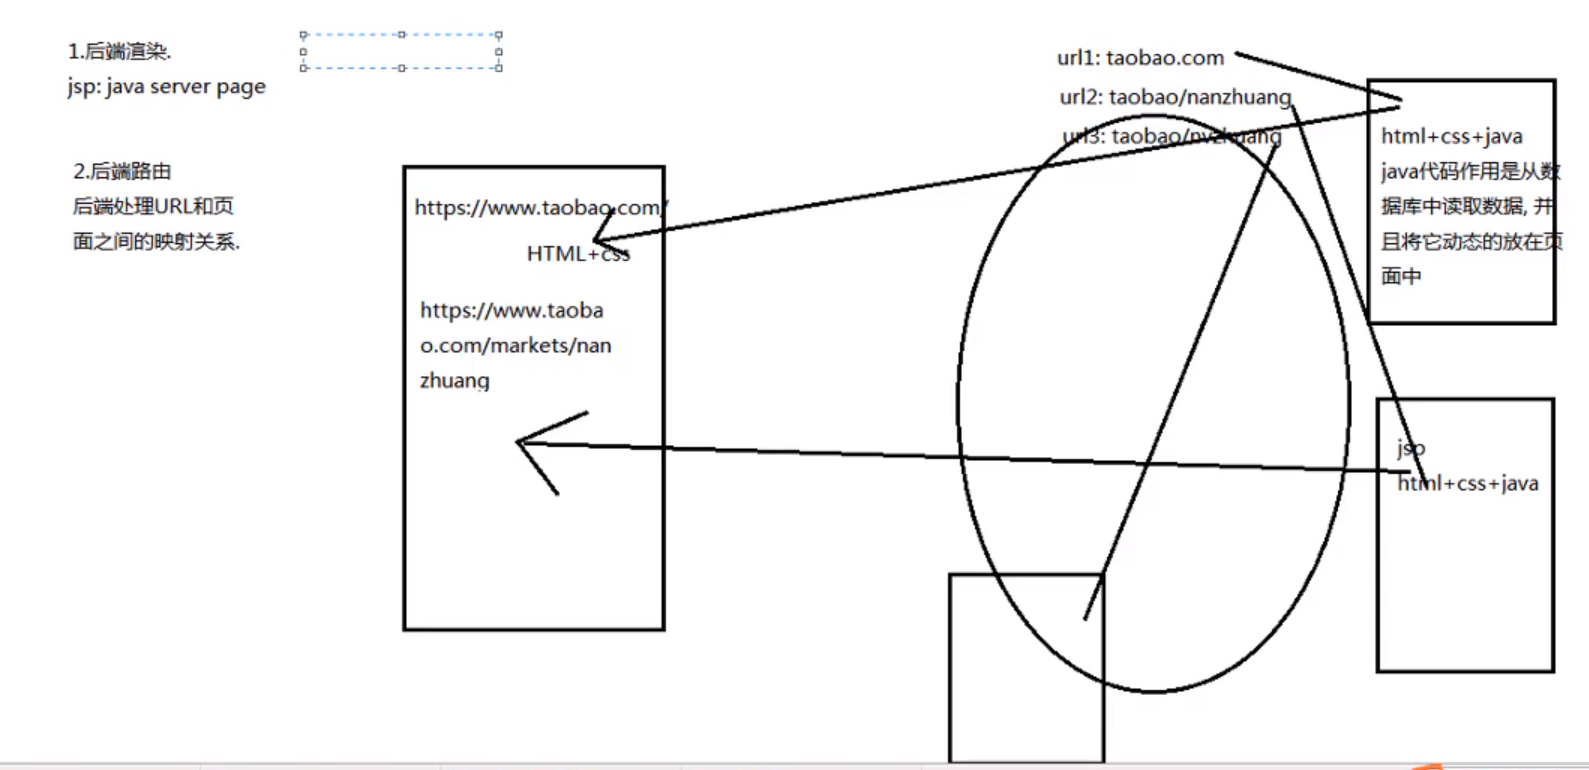 1.后端渲染.
jsp: java server page
2.后端路由
后端处理URL和页
面之间的映射关系.
https://www.taobao.com/
HTML+css
https://www.taoba
o.com/markets/nan
zhuang
url1: taobao.com
url2: taobao/nanzhuang
url3: taobao/nvzhuang
html+css+java
java代码作用是从数
据库中读取数据, 并
且将它动态的放在页
面中
jsp
html+css+java